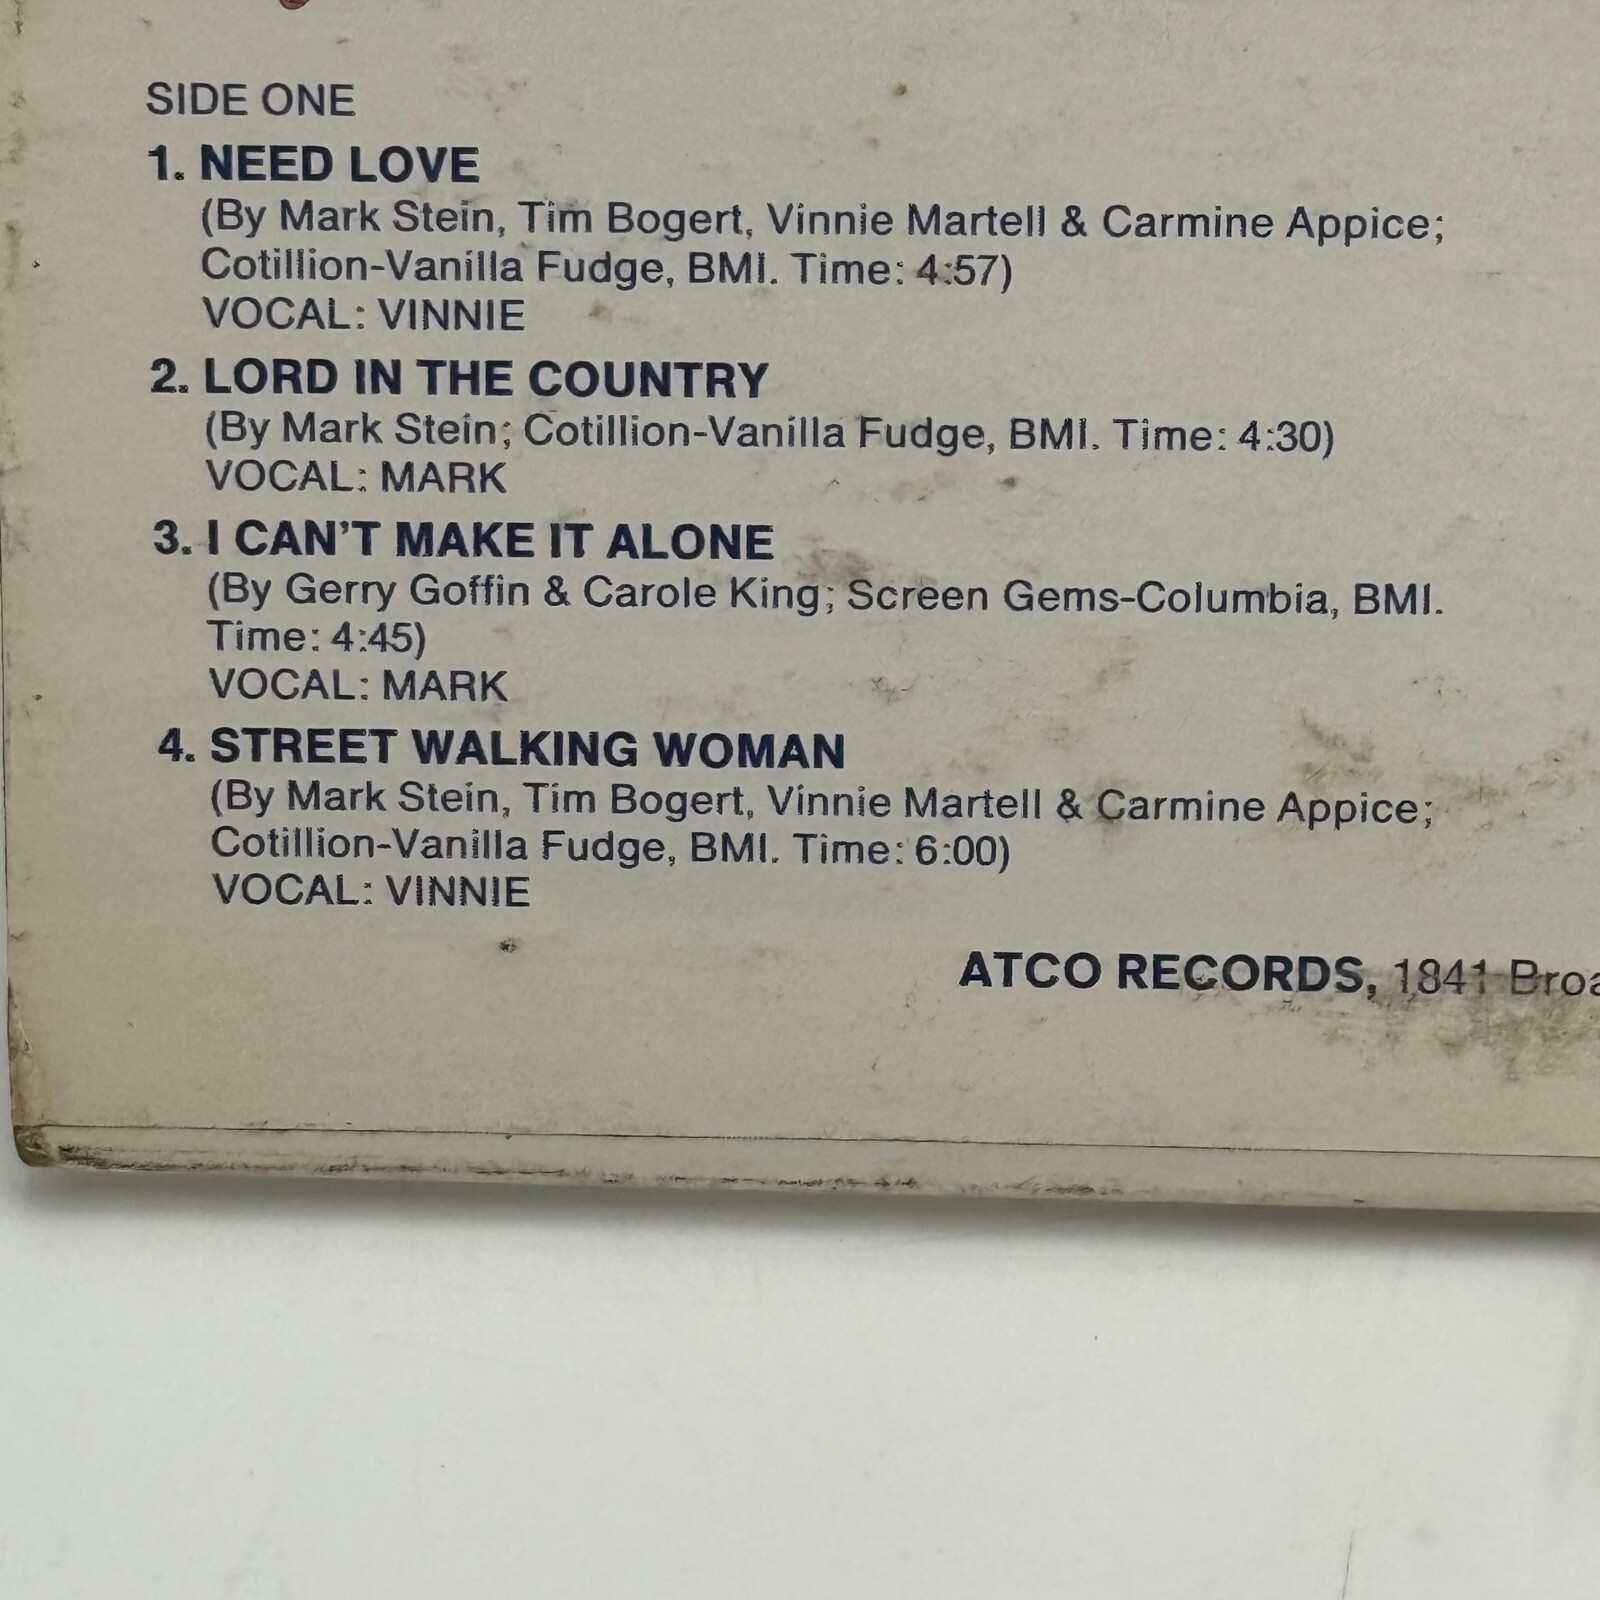 SIDE ONE
1. NEED LOVE
(By Mark Stein, Tim Bogert, Vinnie Martell & Carmine Appice;
Cotillion-Vanilla Fudge, BMI. Time: 4:57)
VOCAL: VINNIE
2. LORD IN THE COUNTRY
(By Mark Stein; Cotillion-Vanilla Fudge, BMI. Time: 4:30)
VOCAL: MARK
3. I CAN'T MAKE IT ALONE
(By Gerry Goffin & Carole King; Screen Gems-Columbia, BMI.
Time: 4:45)
VOCAL: MARK
4. STREET WALKING WOMAN
(By Mark Stein, Tim Bogert, Vinnie Martell & Carmine Appice;
Cotillion-Vanilla Fudge, BMI. Time: 6:00)
VOCAL: VINNIE
ATCO RECORDS, 1841